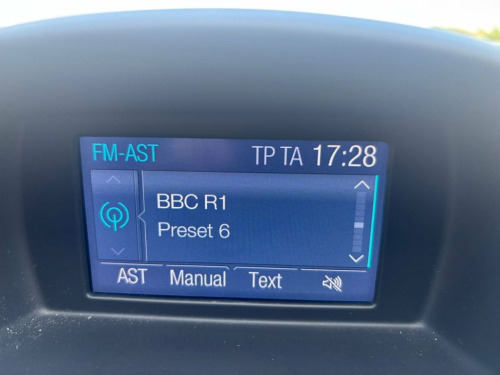 FM-AST TP TA 17:28
BBC R1
Preset 6
AST Manual Text